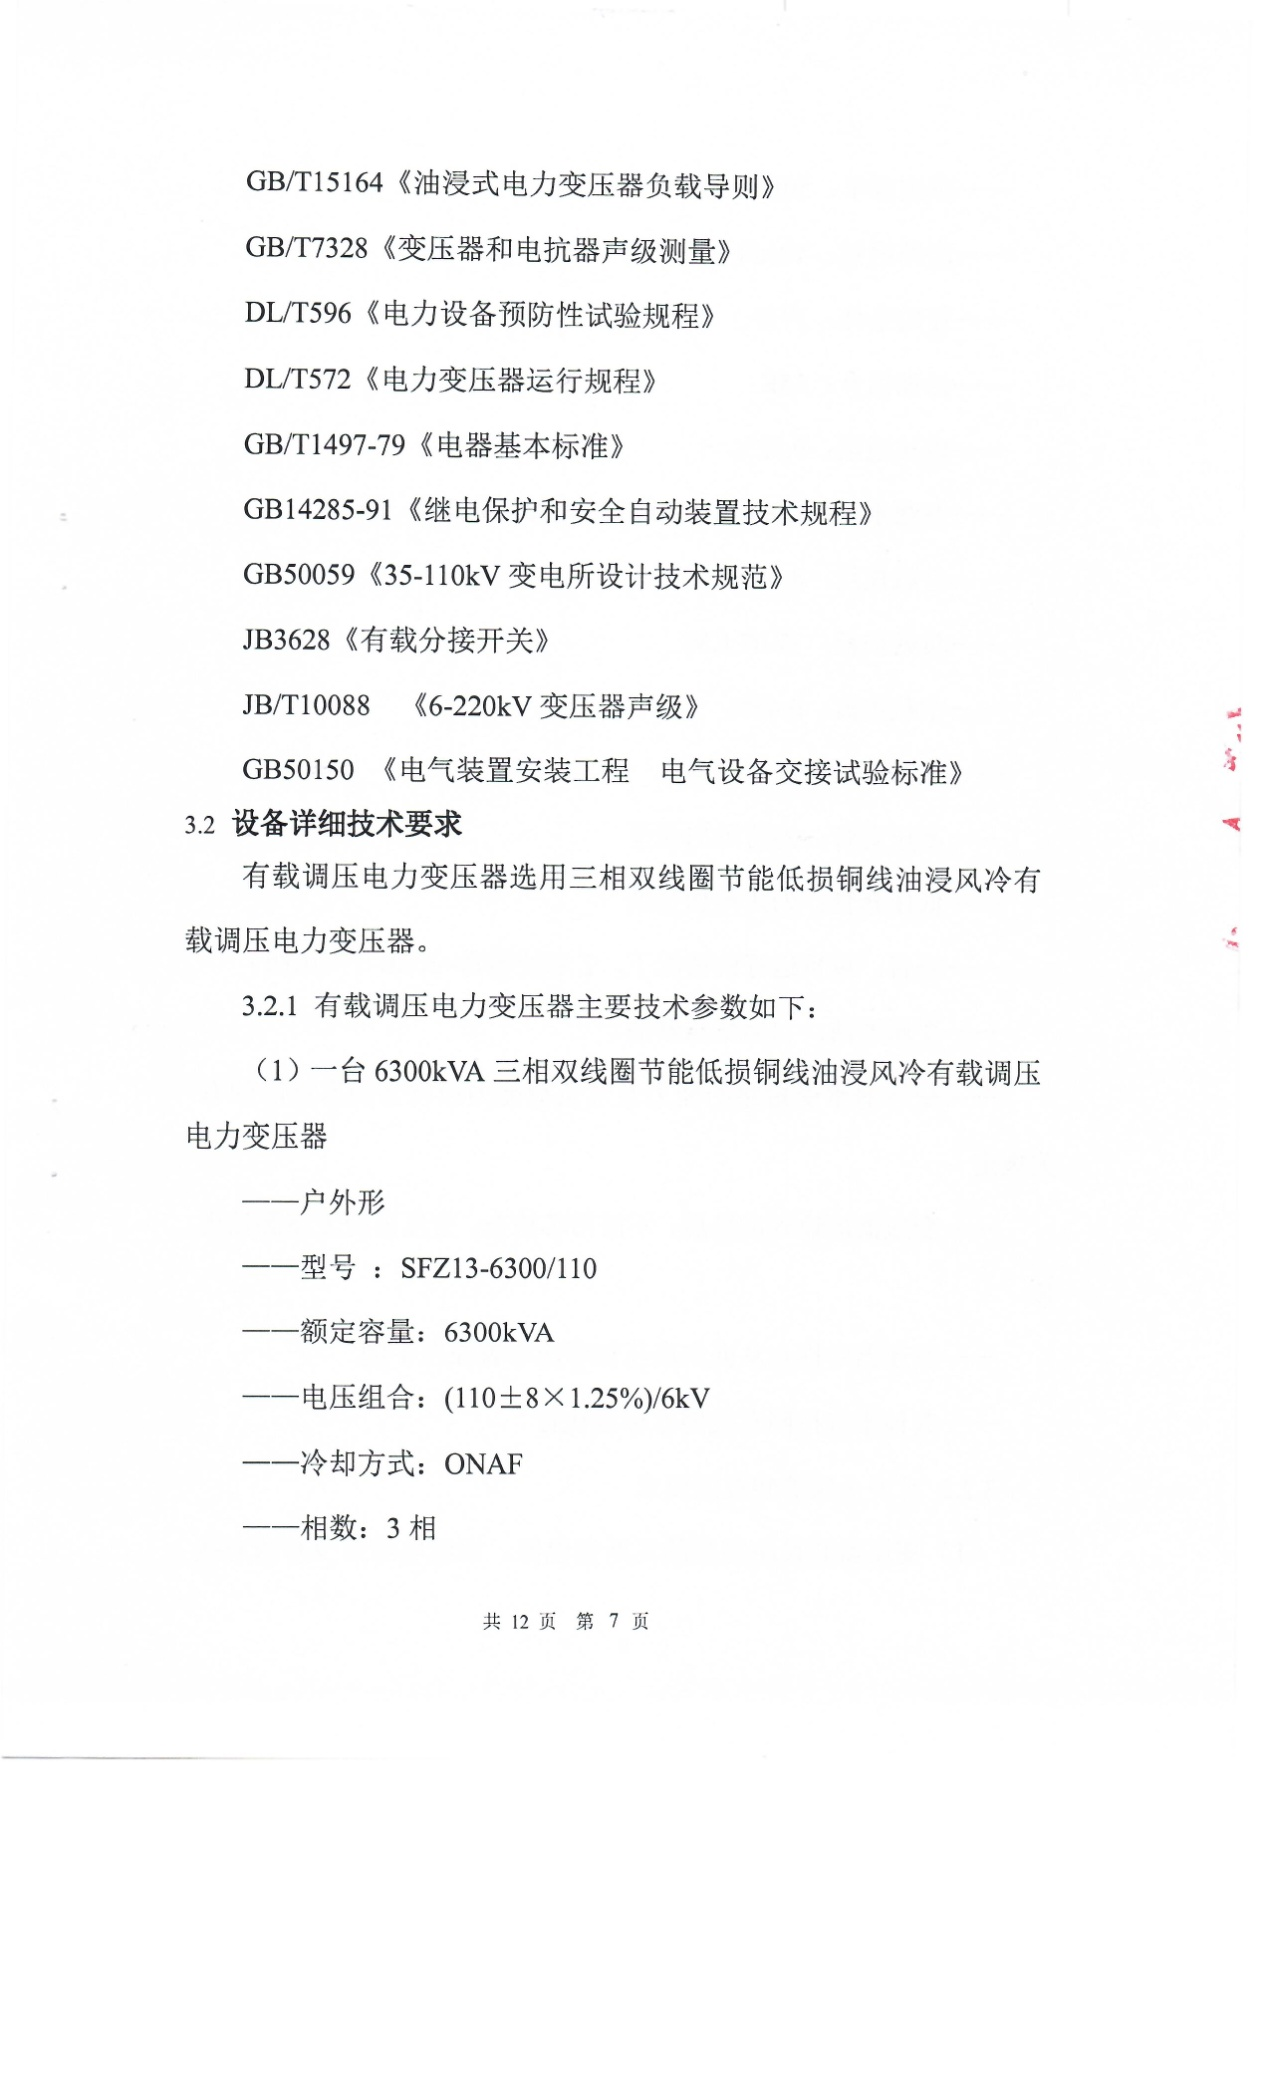 GB/T15164《油浸式电力变压器负载导则》
GB/T7328《变压器和电抗器声级测量》
DL/T596《电力设备预防性试验规程》
DL/T572《电力变压器运行规程》
GB/T1497-79《电器基本标准》
GB14285-91《继电保护和安全自动装置技术规程》
GB50059《35-110kV 变电所设计技术规范》
JB3628《有载分接开关》
JB/T10088 《6-220kV 变压器声级》
GB50150 《电气装置安装工程 电气设备交接试验标准》
3.2 设备详细技术要求
有载调压电力变压器选用三相双线圈节能低损铜线油浸风冷有
载调压电力变压器。
3.2.1 有载调压电力变压器主要技术参数如下：
（1）一台 6300kVA 三相双线圈节能低损铜线油浸风冷有载调压
电力变压器
——户外形
——型号 ：SFZ13-6300/110
——额定容量：6300kVA
——电压组合：(110±8×1.25%)/6kV
——冷却方式：ONAF
——相数：3 相
共 12 页 第 7 页